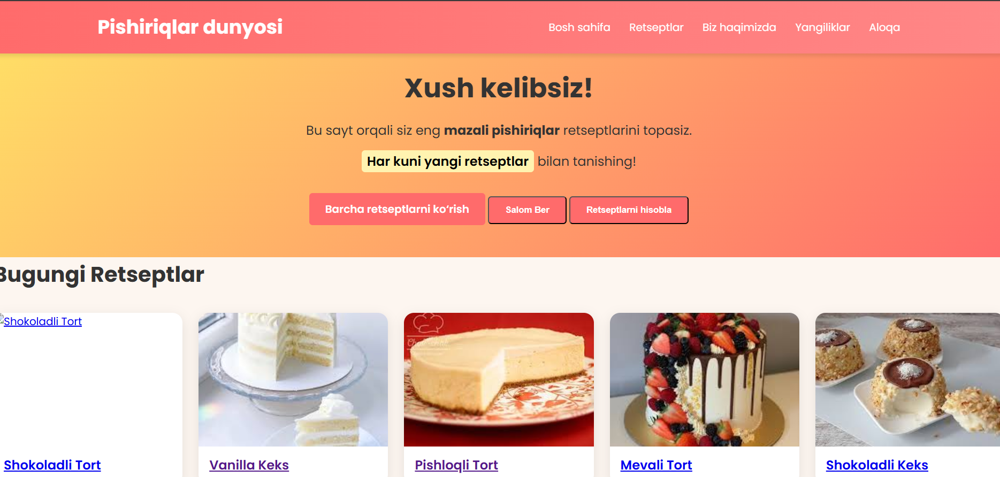 Pishiriqlar dunyosi
Bosh sahifa Retseptlar Biz haqimizda Yangiliklar Aloqa
Xush kelibsiz!
Bu sayt orqali siz eng mazali pishiriqlar retseptlarini topasiz.
Har kuni yangi retseptlar bilan tanishing!
Barcha retseptlarni ko‘rish Salom Ber Retseptlarni hisobla
Bugungi Retseptlar
Shokoladli Tort
Shokoladli Tort Vanilla Keks Pishloqli Tort Mevali Tort Shokoladli Keks